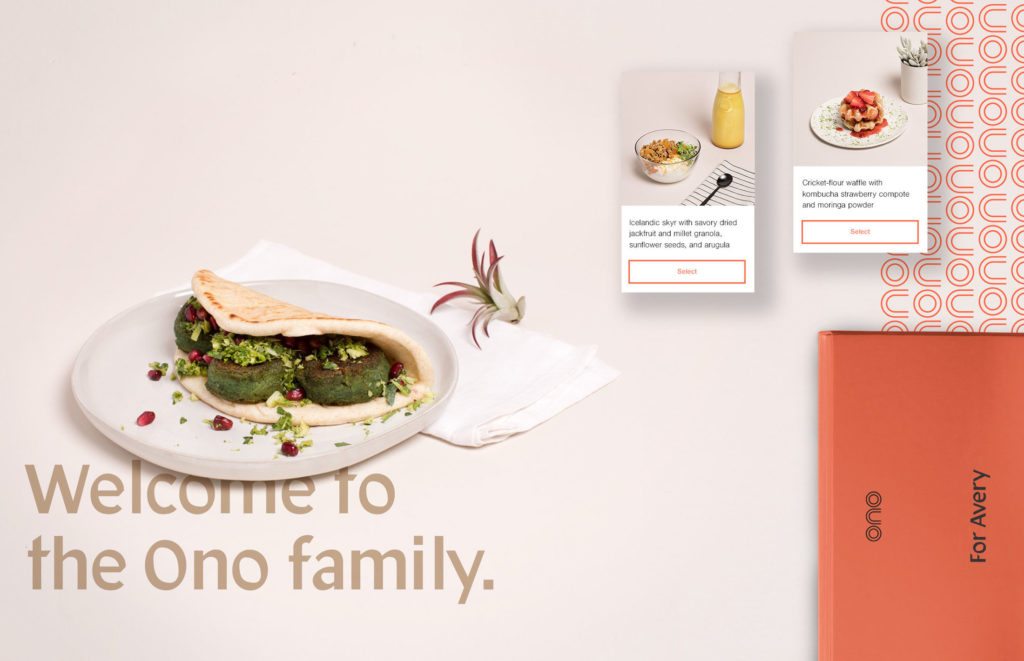 Welcome to
the Ono family.
Icelandic skyr with savory dried
jackfruit and millet granola,
sunflower seeds, and arugula
Select
Cricket-flour waffle with
kombucha strawberry compote
and moringa powder
Select
ono
For Avery